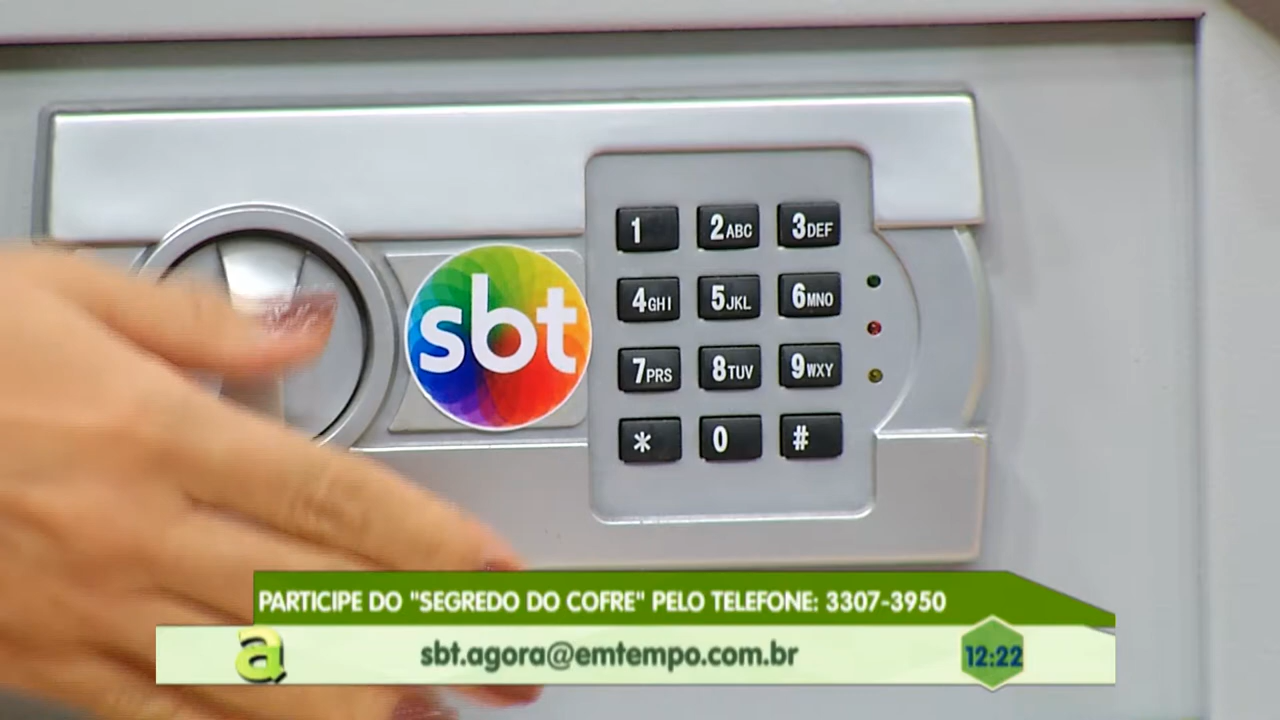 sbt
1 2ABC 3DEF
4GHI 5JKL 6MNO
7PRS 8TUV 9WXY
* 0 #
PARTICIPE DO "SEGREDO DO COFRE" PELO TELEFONE: 3307-3950
a sbt.agora@emtempo.com.br 12:22